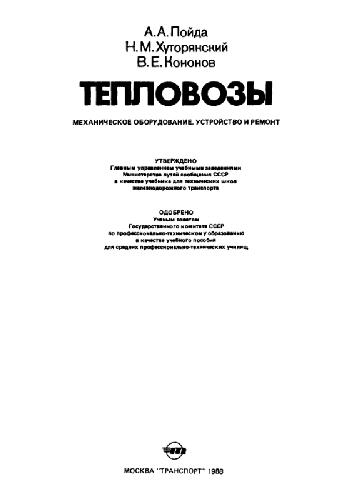 А. А. Пойда
Н. М. Хуторянский
В. Е. Кононов
ТЕПЛОВОЗЫ
МЕХАНИЧЕСКОЕ ОБОРУДОВАНИЕ. УСТРОЙСТВО И РЕМОНТ
УТВЕРЖДЕНО
Главным управлением учебными заведениями
Министерства путей сообщения СССР
в качестве учебника для технических школ
железнодорожного транспорта
ОДОБРЕНО
Ученым советом
Государственного комитета СССР
по профессионально-техническому образованию
в качестве учебного пособия
для средних профессионально-технических училищ
МОСКВА "ТРАНСПОРТ" 1988